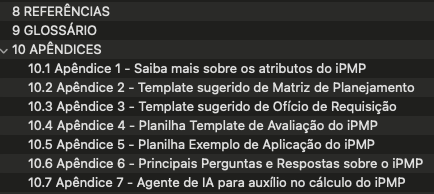 8 REFERÊNCIAS
9 GLOSSÁRIO
10 APÊNDICES
10.1 Apêndice 1 - Saiba mais sobre os atributos do iPMP
10.2 Apêndice 2 - Template sugerido de Matriz de Planejamento
10.3 Apêndice 3 - Template sugerido de Ofício de Requisição
10.4 Apêndice 4 - Planilha Template de Avaliação do iPMP
10.5 Apêndice 5 - Planilha Exemplo de Aplicação do iPMP
10.6 Apêndice 6 - Principais Perguntas e Respostas sobre o iPMP
10.7 Apêndice 7 - Agente de IA para auxílio no cálculo do iPMP